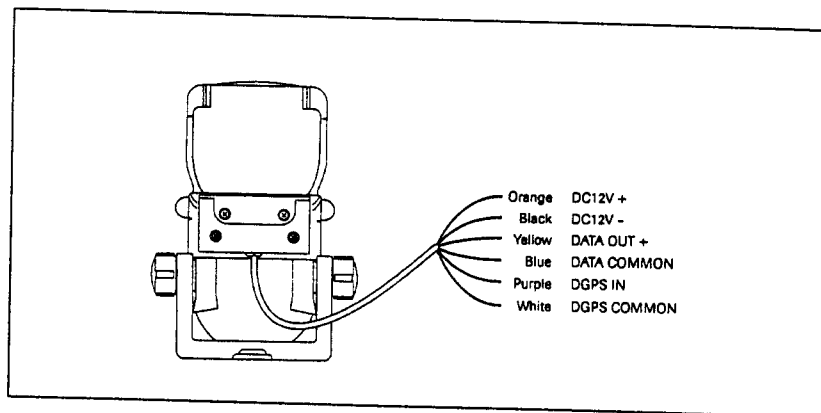 Orange DC12V +
Black DC12V -
Yellow DATA OUT +
Blue DATA COMMON
Purple DGPS IN
White DGPS COMMON